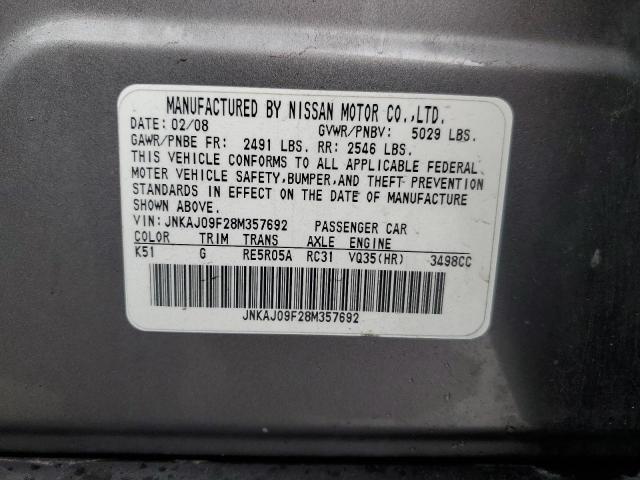 MANUFACTURED BY NISSAN MOTOR CO.,LTD.
DATE: 02/08 GVWR/PNBV: 5029 LBS.
GAWR/PNBE FR: 2491 LBS. RR: 2546 LBS.
THIS VEHICLE CONFORMS TO ALL APPLICABLE FEDERAL
MOTOR VEHICLE SAFETY,BUMPER,AND THEFT PREVENTION
STANDARDS IN EFFECT ON THE DATE OF MANUFACTURE
SHOWN ABOVE.
VIN:JNKAJ09F28M357692 PASSENGER CAR
COLOR TRIM TRANS AXLE ENGINE
K51 G RE5R05A RC31 VQ35(HR) 3498CC
JNKAJ09F28M357692